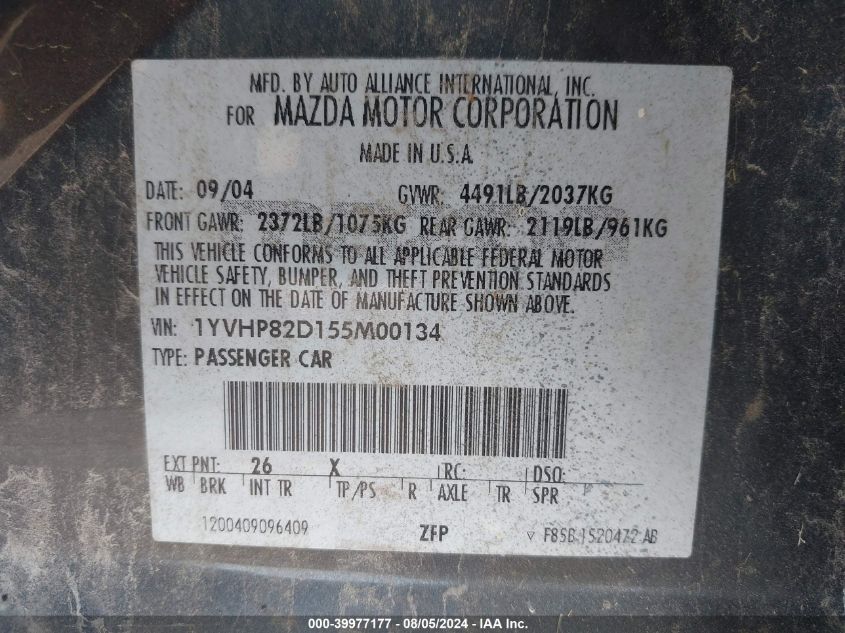 MFD. BY AUTO ALLIANCE INTERNATIONAL, INC.
FOR MAZDA MOTOR CORPORATION
MADE IN U.S.A.
DATE: 09/04 GVWR: 4491LB/2037KG
FRONT GAWR: 2372LB/1075KG REAR GAWR: 2119LB/961KG
THIS VEHICLE CONFORMS TO ALL APPLICABLE FEDERAL MOTOR
VEHICLE SAFETY, BUMPER, AND THEFT PREVENTION STANDARDS
IN EFFECT ON THE DATE OF MANUFACTURE SHOWN ABOVE.
VIN: 1YVHP82D155M00134
TYPE: PASSENGER CAR
EXT PNT: 26 X RC: DSO:
WB BRK INT TR TP/PS R AXLE TR SPR
1200409096409 ZFP ▽ F85B-1520472-AB
000-39977177 - 08/05/2024 - IAA Inc.